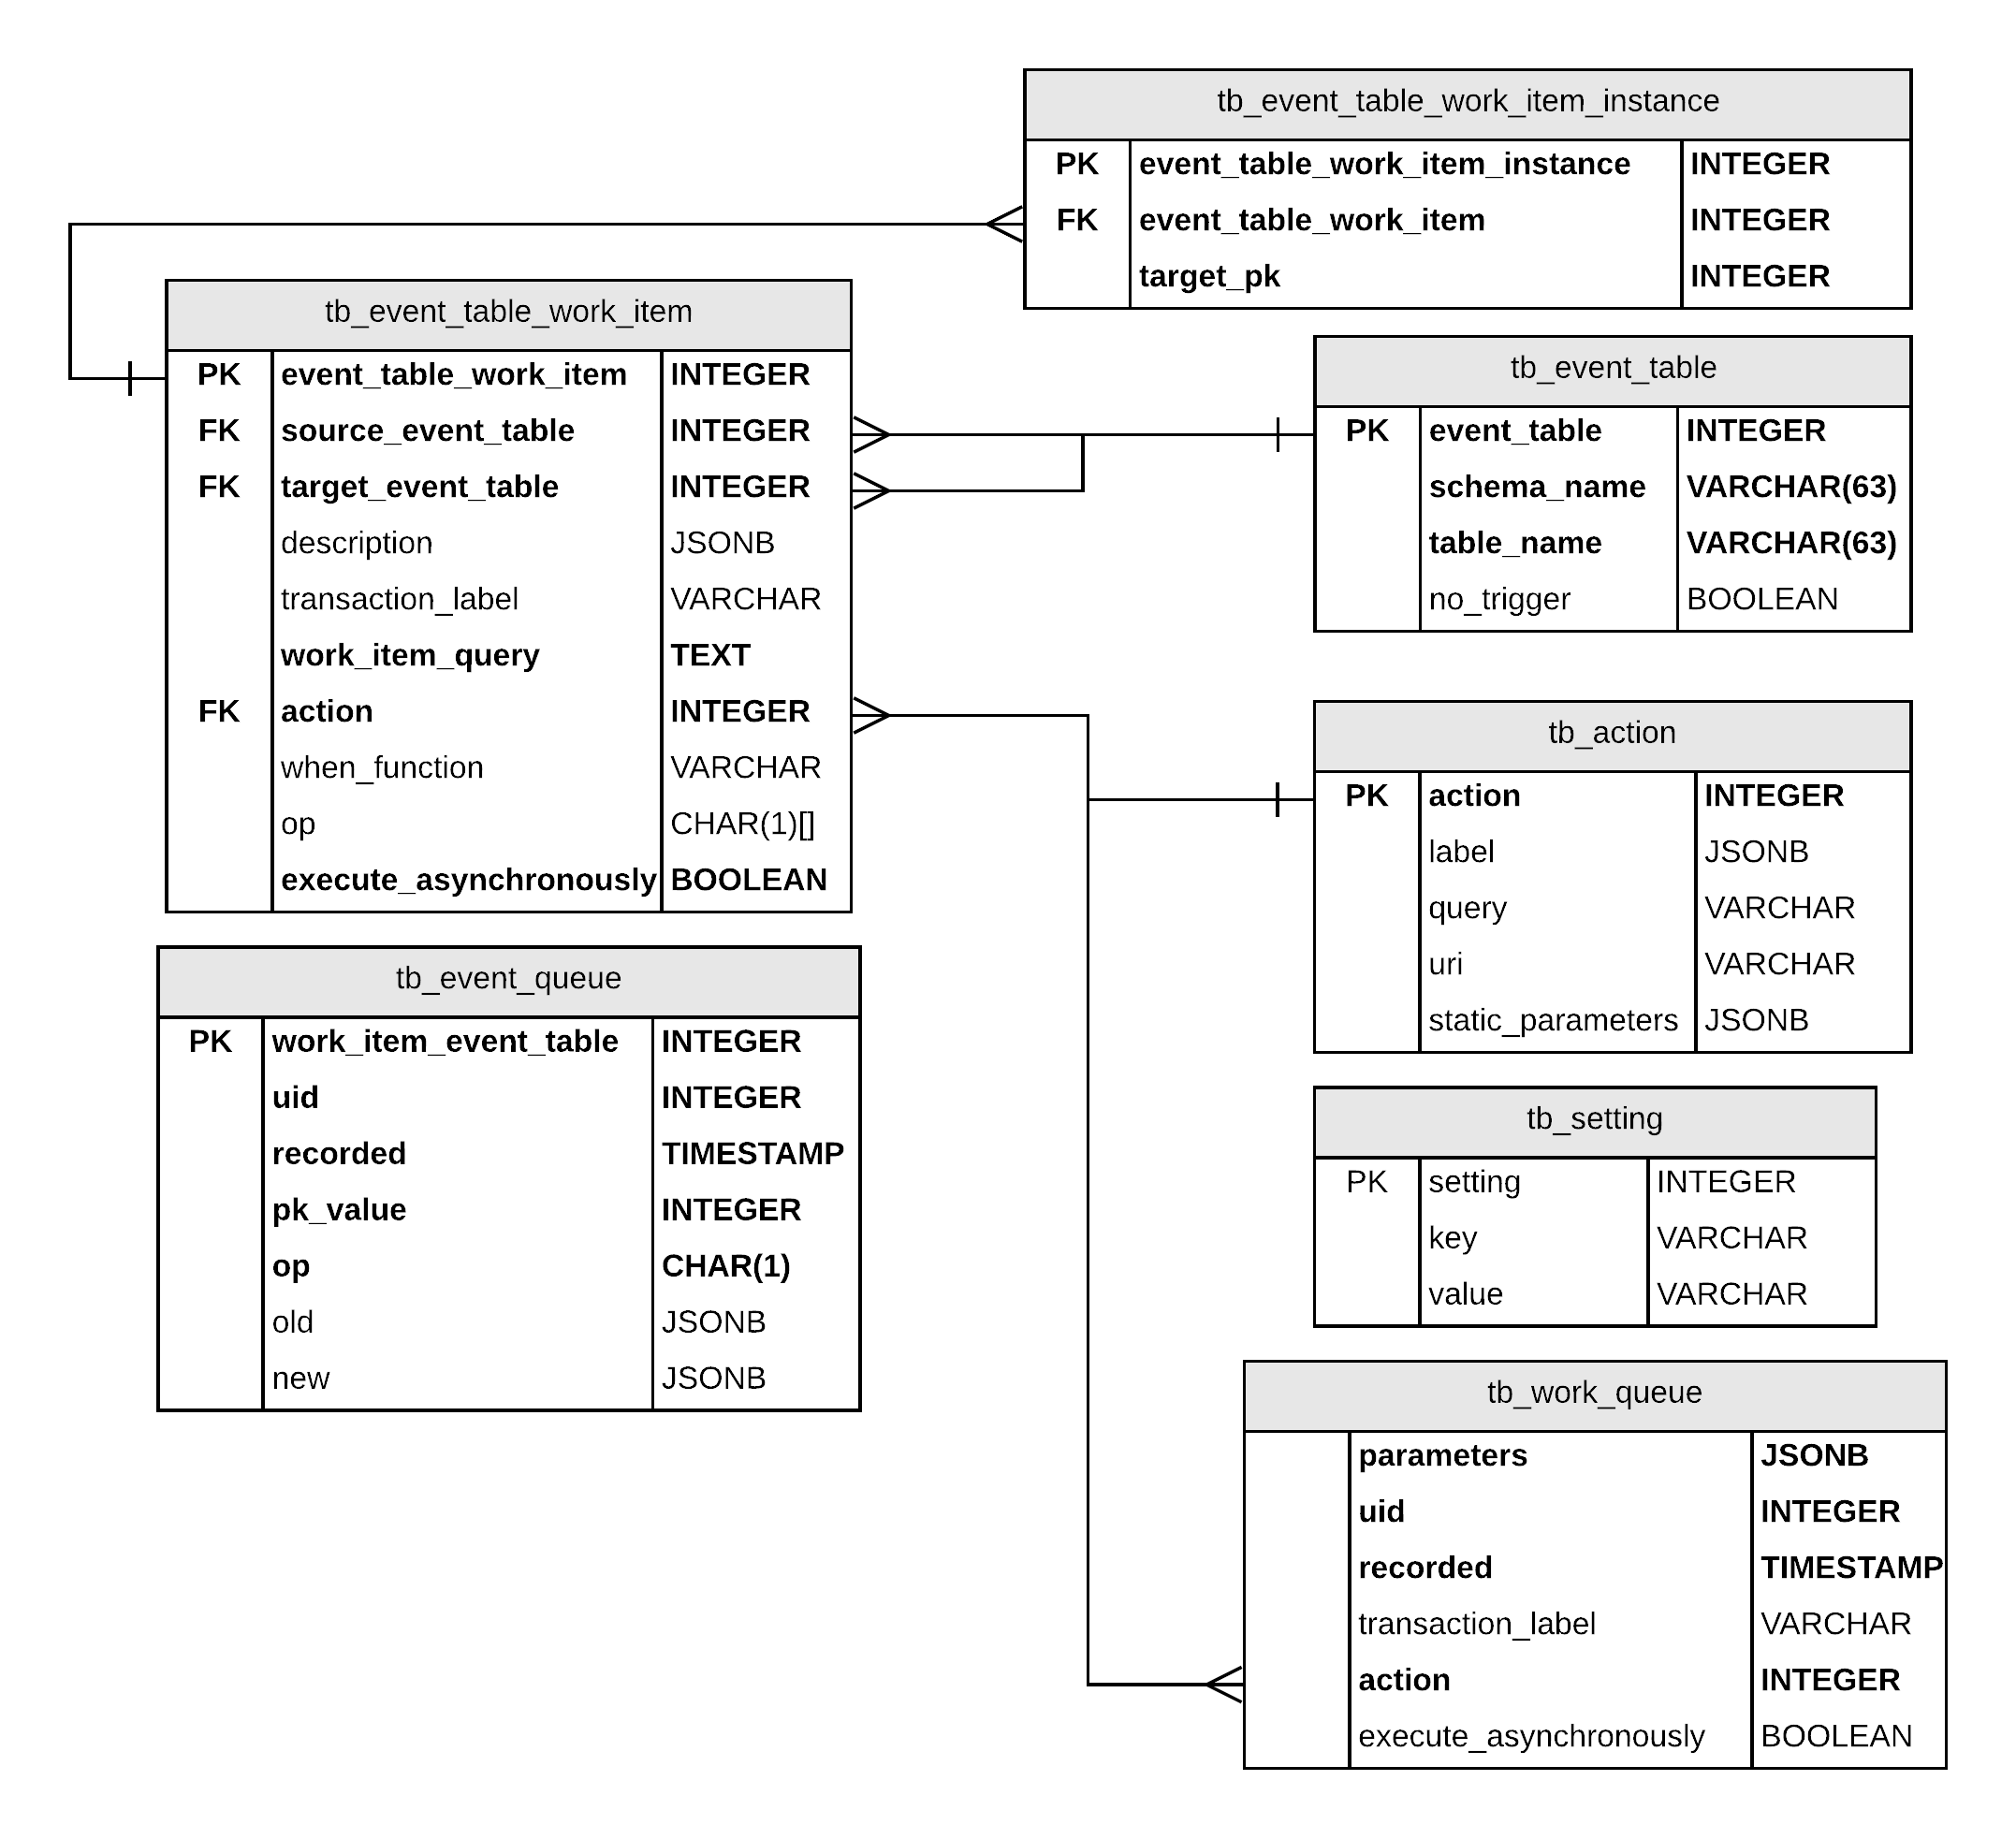 tb_event_table_work_item_instance
PK event_table_work_item_instance INTEGER
FK event_table_work_item INTEGER
target_pk INTEGER
tb_event_table_work_item
PK event_table_work_item INTEGER
FK source_event_table INTEGER
FK target_event_table INTEGER
description JSONB
transaction_label VARCHAR
work_item_query TEXT
FK action INTEGER
when_function VARCHAR
op CHAR(1)[]
execute_asynchronously BOOLEAN
tb_event_table
PK event_table INTEGER
schema_name VARCHAR(63)
table_name VARCHAR(63)
no_trigger BOOLEAN
tb_action
PK action INTEGER
label JSONB
query VARCHAR
uri VARCHAR
static_parameters JSONB
tb_event_queue
PK work_item_event_table INTEGER
uid INTEGER
recorded TIMESTAMP
pk_value INTEGER
op CHAR(1)
old JSONB
new JSONB
tb_setting
PK setting INTEGER
key VARCHAR
value VARCHAR
tb_work_queue
parameters JSONB
uid INTEGER
recorded TIMESTAMP
transaction_label VARCHAR
action INTEGER
execute_asynchronously BOOLEAN